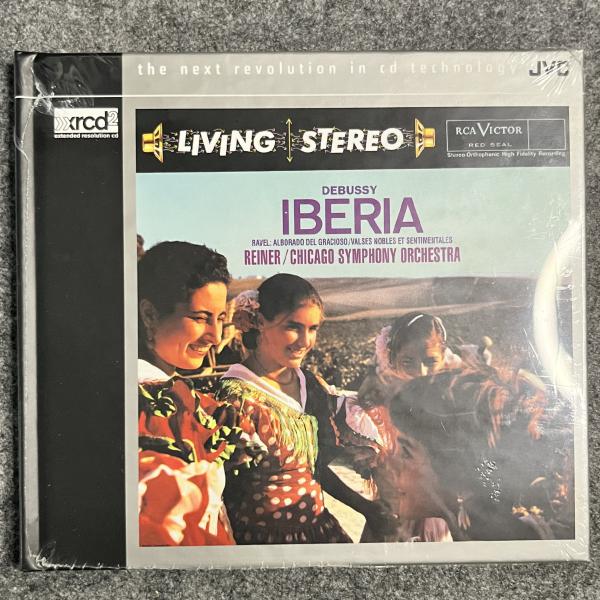 the next revolution in cd technology JVC
xrcd2
extended resolution cd
LIVING STEREO
RCA VICTOR
RED SEAL
Stereo-Orthophonic High Fidelity Recording
DEBUSSY
IBERIA
RAVEL: ALBORADO DEL GRACIOSO/VALSES NOBLES ET SENTIMENTALES
REINER/CHICAGO SYMPHONY ORCHESTRA